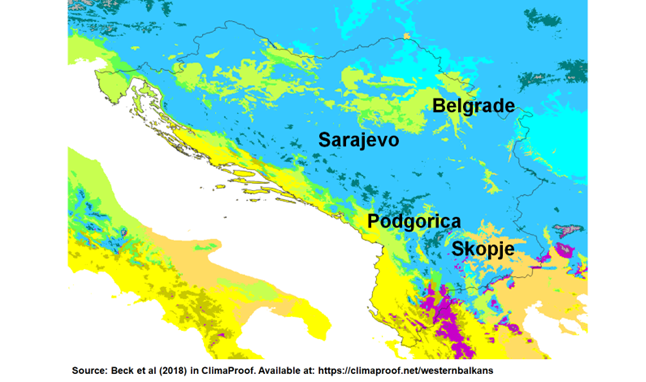 Belgrade
Sarajevo
Podgorica
Skopje
Source: Beck et al (2018) in ClimaProof. Available at: https://climaproof.net/westernbalkans